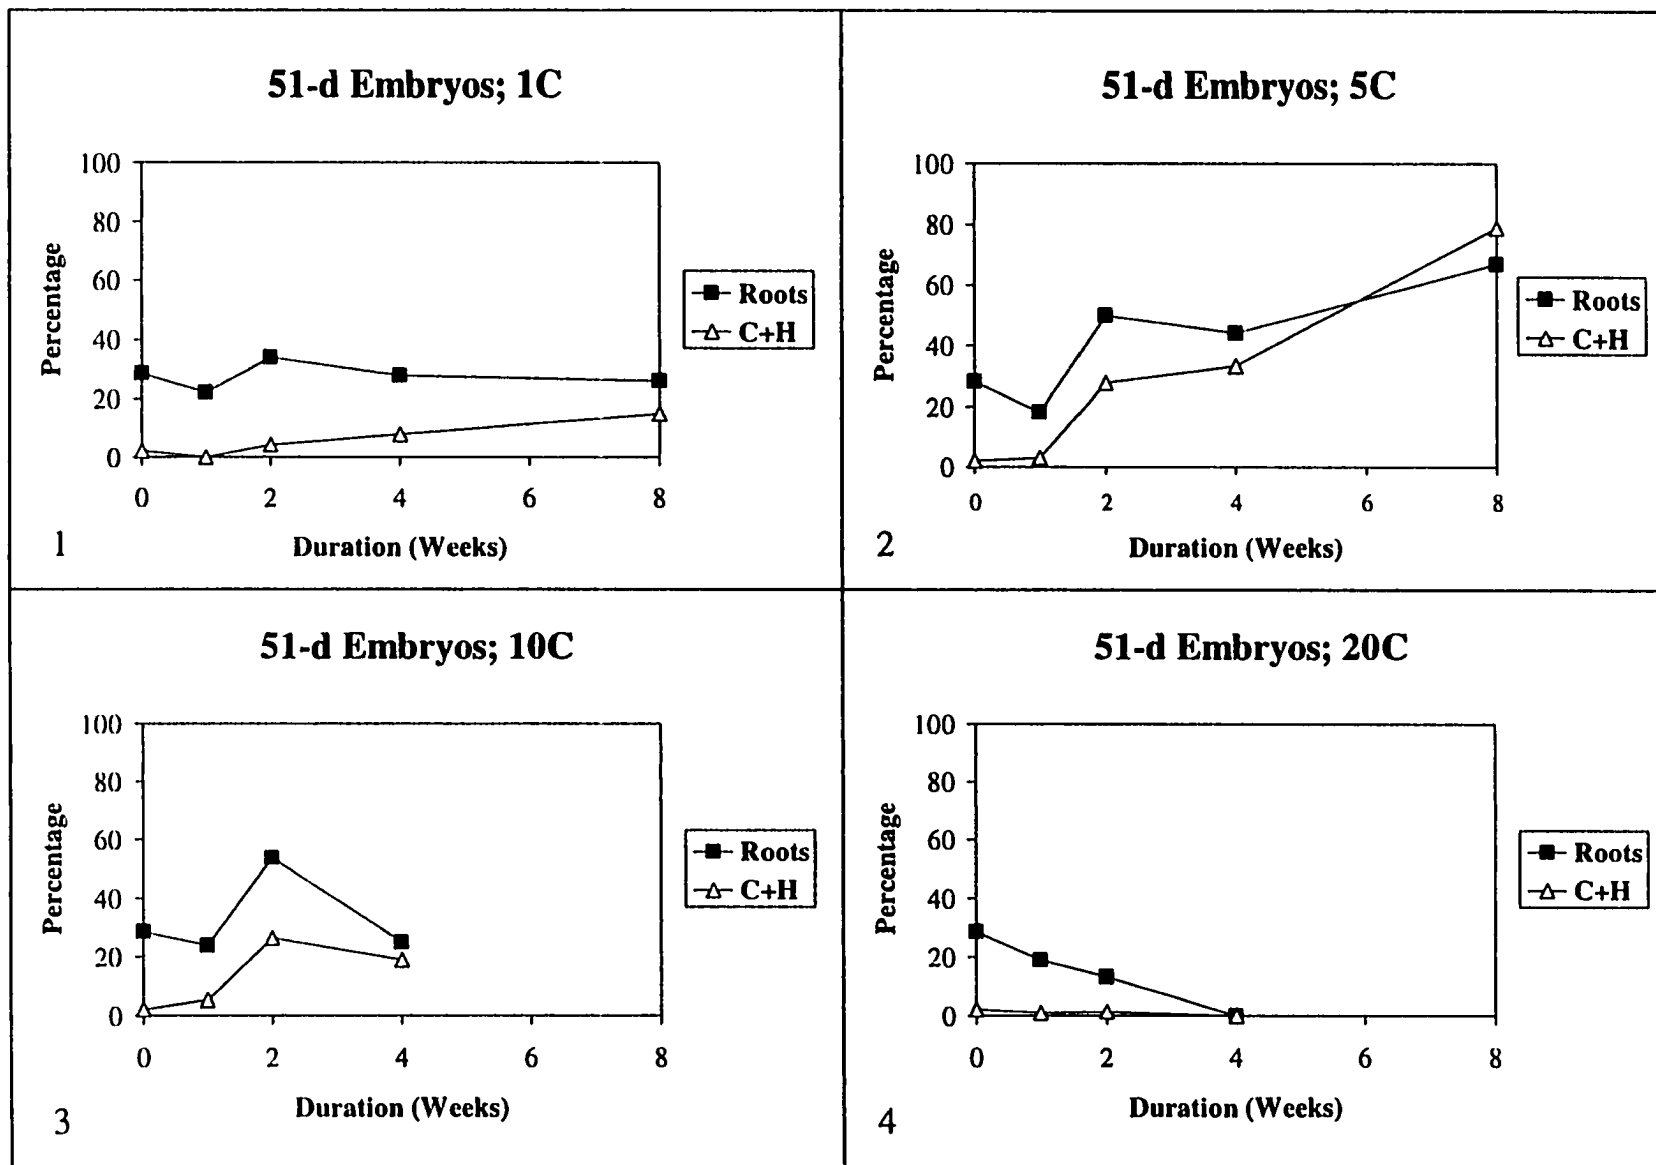 51-d Embryos; 1C
100
80
60
40
20
0
Percentage
0 2 4 6 8
Duration (Weeks)
Roots
C+H
1
51-d Embryos; 5C
100
80
60
40
20
0
Percentage
0 2 4 6 8
Duration (Weeks)
Roots
C+H
2
51-d Embryos; 10C
100
80
60
40
20
0
Percentage
0 2 4 6 8
Duration (Weeks)
Roots
C+H
3
51-d Embryos; 20C
100
80
60
40
20
0
Percentage
0 2 4 6 8
Duration (Weeks)
Roots
C+H
4